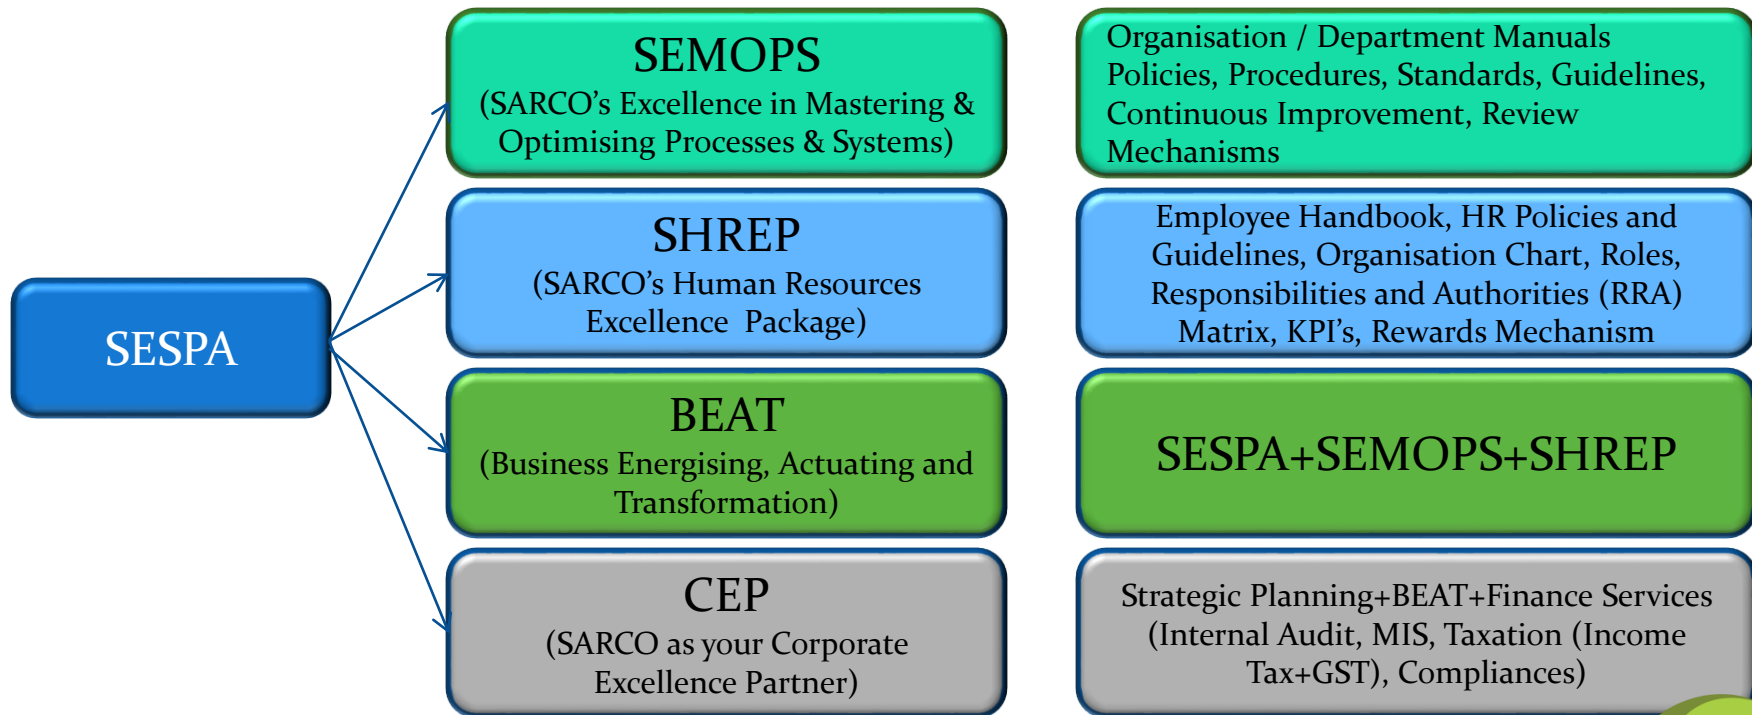 SESPA
SEMOPS
(SARCO's Excellence in Mastering &
Optimising Processes & Systems)
Organisation / Department Manuals
Policies, Procedures, Standards, Guidelines,
Continuous Improvement, Review
Mechanisms
SHREP
(SARCO's Human Resources
Excellence Package)
Employee Handbook, HR Policies and
Guidelines, Organisation Chart, Roles,
Responsibilities and Authorities (RRA)
Matrix, KPI's, Rewards Mechanism
BEAT
(Business Energising, Actuating and
Transformation)
SESPA+SEMOPS+SHREP
CEP
(SARCO as your Corporate
Excellence Partner)
Strategic Planning+BEAT+Finance Services
(Internal Audit, MIS, Taxation (Income
Tax+GST), Compliances)